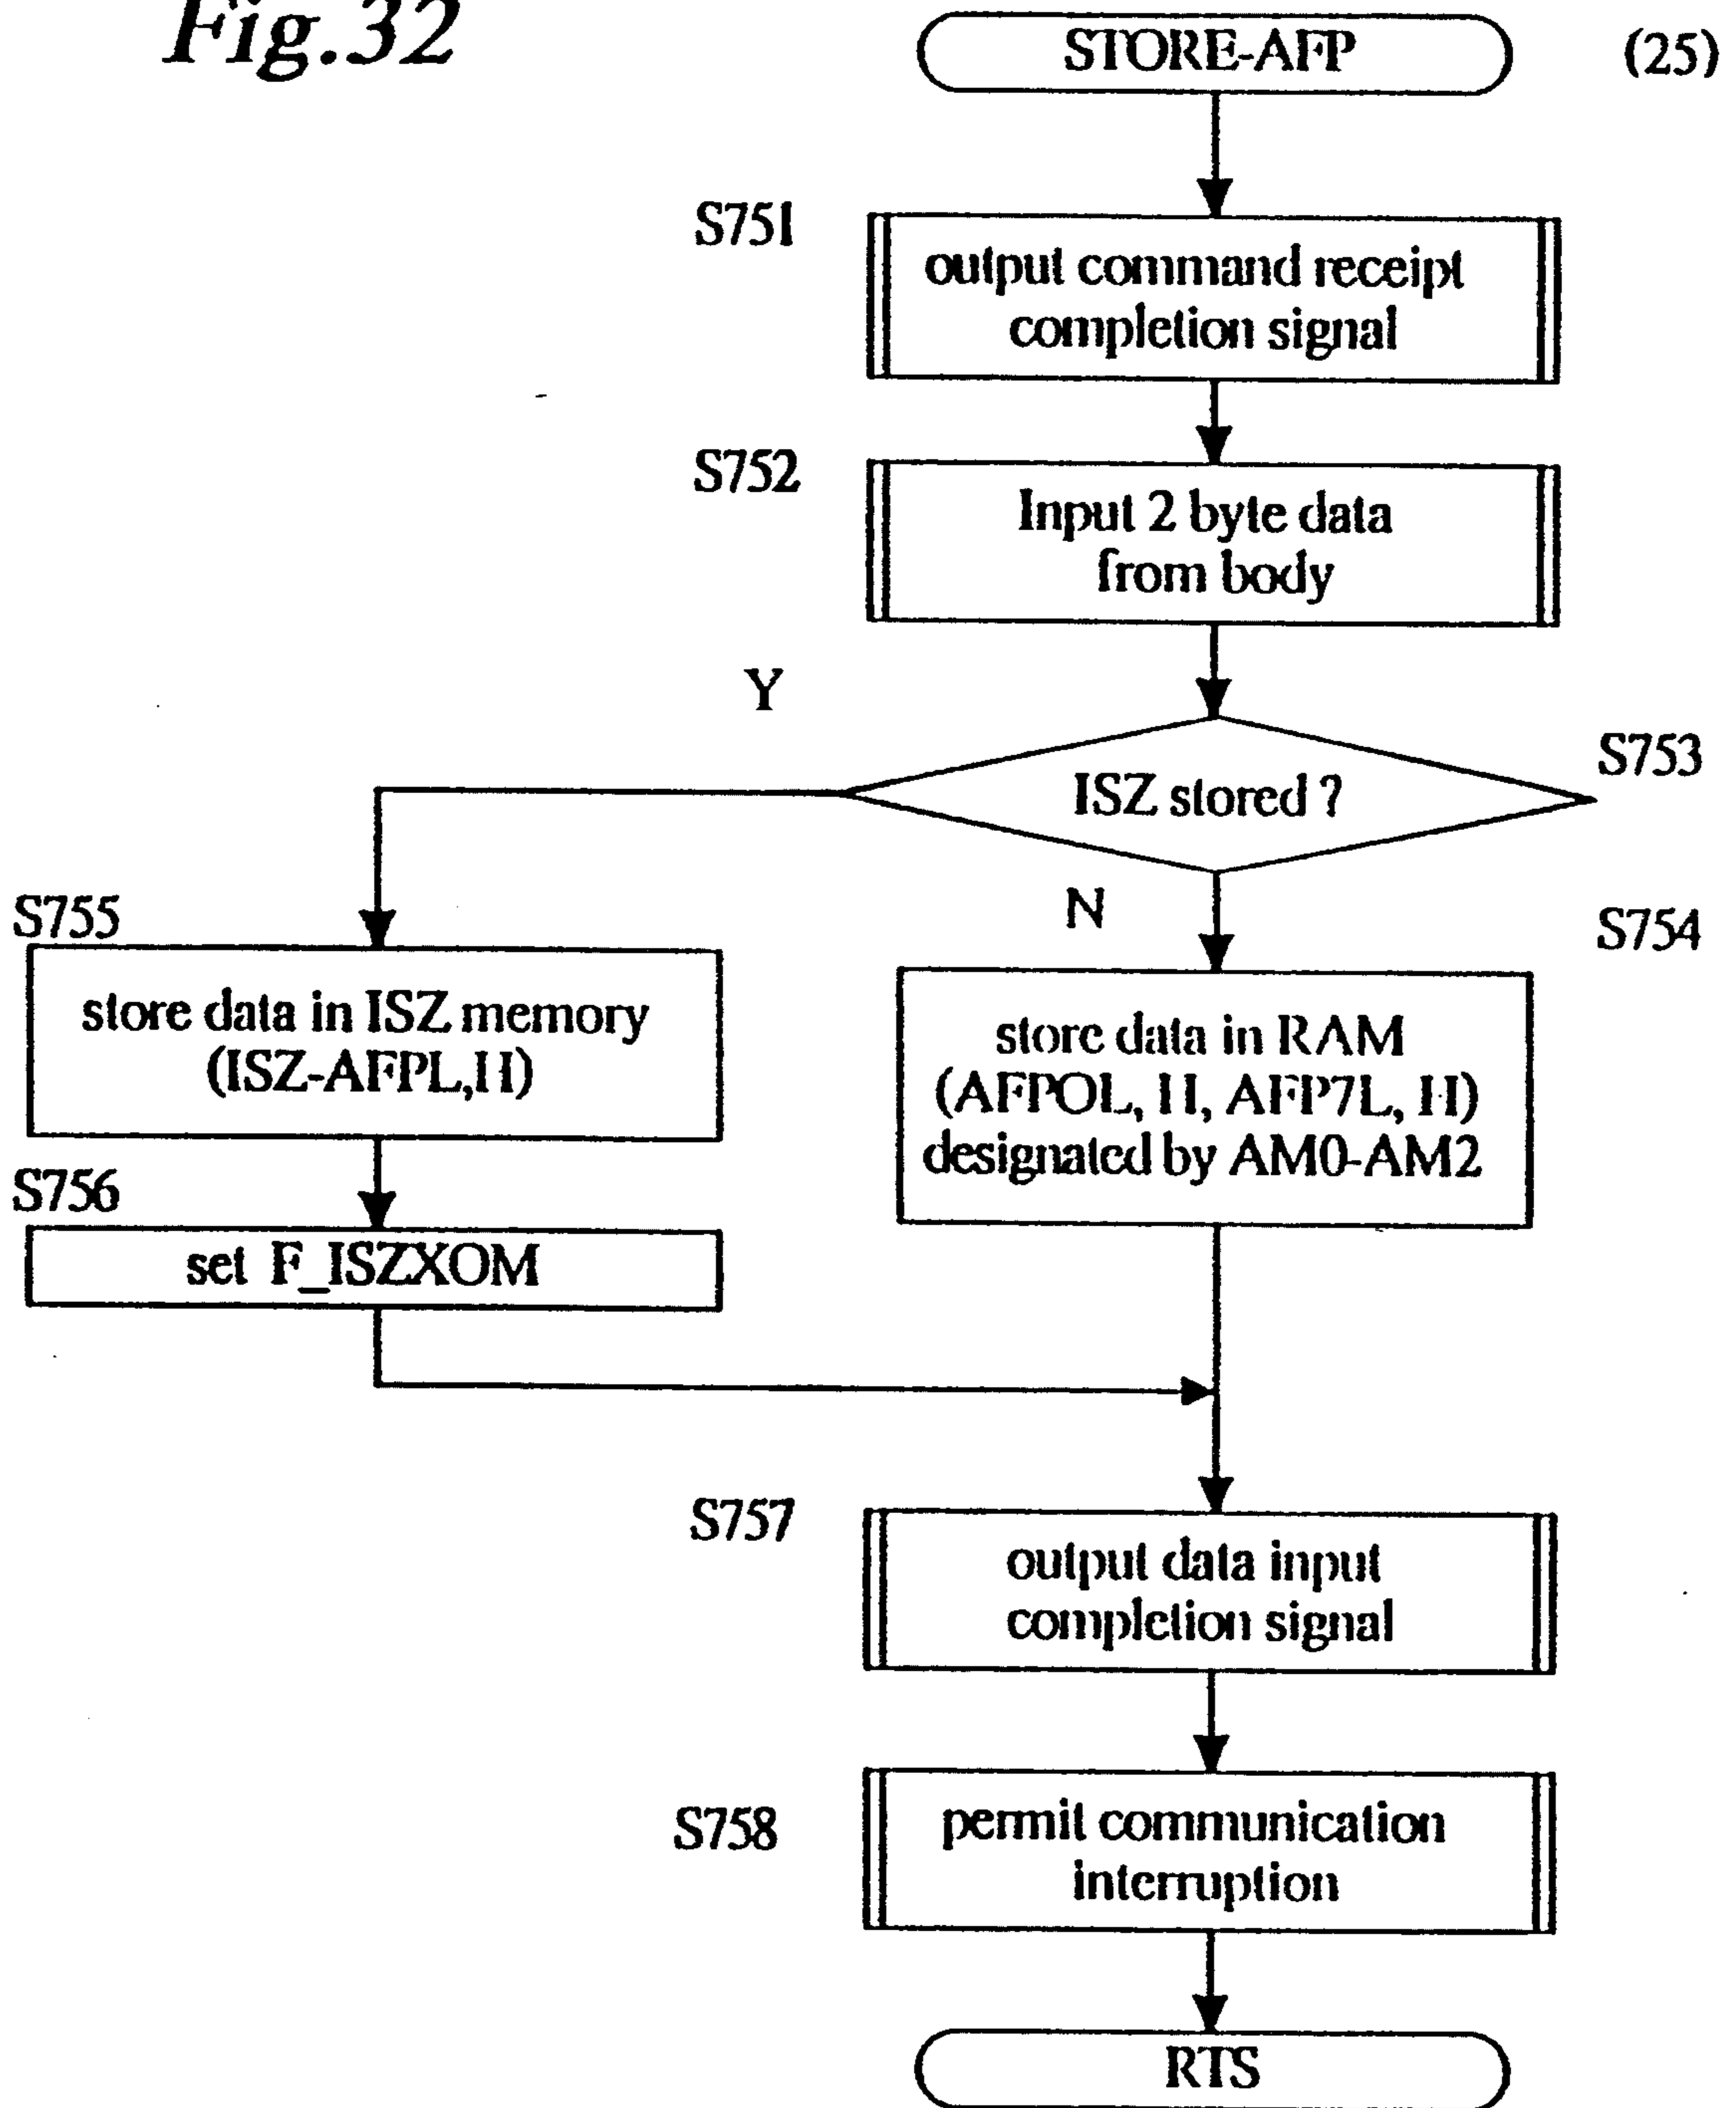 Fig.32
STORE-AFP
(25)
S751
output command receipt
completion signal
S752
Input 2 byte data
from body
Y
S753
ISZ stored ?
N
S755
S754
store data in ISZ memory
(ISZ-AFPL,H)
store data in RAM
(AFPOL, H, AFP7L, H)
designated by AM0-AM2
S756
set F_ISZXOM
S757
output data input
completion signal
S758
permit communication
interruption
RTS